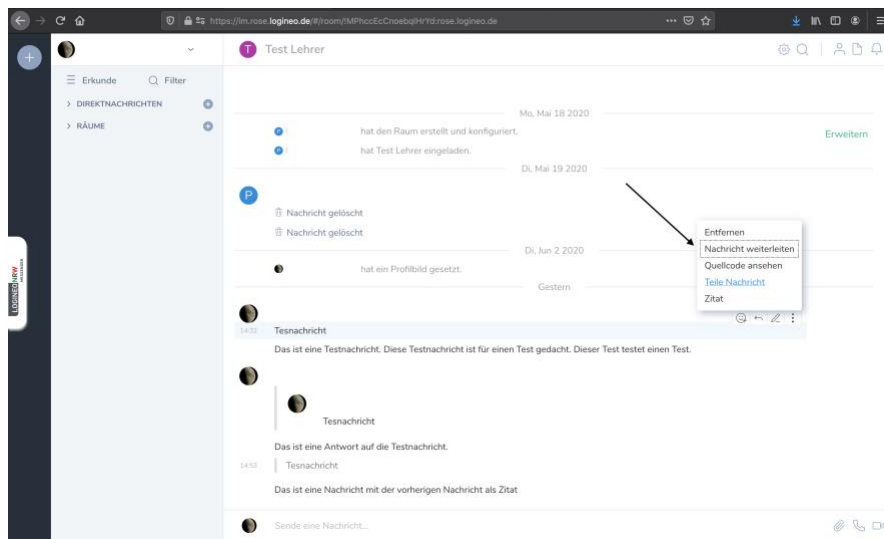 https://im.rose.logineo.de/#/room/!MPhccEcCnoebqlHrYd:rose.logineo.de
T Test Lehrer
Erkunde Filter
DIREKTNACHRICHTEN
RÄUME
Mo, Mai 18 2020
P hat den Raum erstellt und konfiguriert.
Erweitern
P hat Test Lehrer eingeladen.
Di, Mai 19 2020
P
Nachricht gelöscht
Nachricht gelöscht
Di, Jun 2 2020
hat ein Profilbild gesetzt.
Gestern
Entfernen
Nachricht weiterleiten
Quellcode ansehen
Teile Nachricht
Zitat
14:32 Tesnachricht
Das ist eine Testnachricht. Diese Testnachricht ist für einen Test gedacht. Dieser Test testet einen Test.
Tesnachricht
Das ist eine Antwort auf die Testnachricht.
14:53 Tesnachricht
Das ist eine Nachricht mit der vorherigen Nachricht als Zitat
Sende eine Nachricht...
LOGINEO NRW
MESSENGER